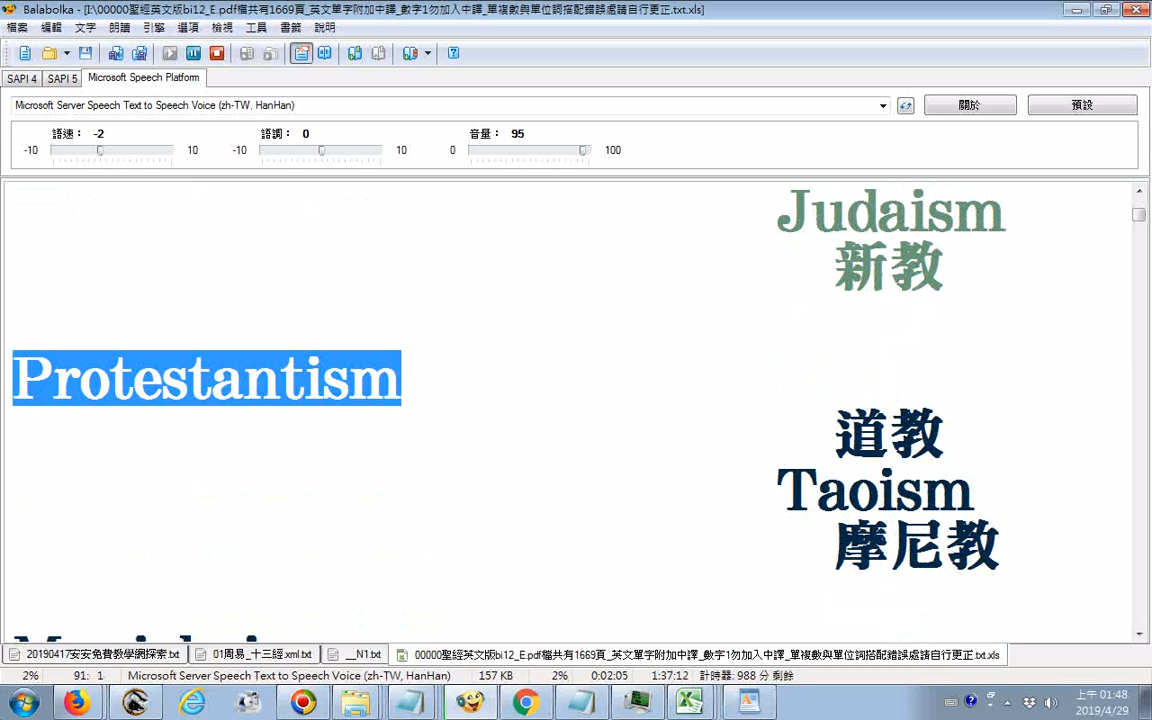 Balabolka - [I:\00000聖經英文版bi12_E.pdf檔共有1669頁_英文單字附加中譯_數字1勿加入中譯_單複數與單位詞搭配錯誤處請自行更正.txt.xls]
檔案 編輯 文字 朗讀 引擎 選項 檢視 工具 書籤 說明
SAPI 4 SAPI 5 Microsoft Speech Platform
Microsoft Server Speech Text to Speech Voice (zh-TW, HanHan) 關於 預設
語速： -2 語調： 0 音量： 95
-10 10 -10 10 0 100
Judaism
新教
Protestantism
道教
Taoism
摩尼教
20190417安安免費教學網探索.txt 01周易_十三經.xml.txt __N1.txt 00000聖經英文版bi12_E.pdf檔共有1669頁_英文單字附加中譯_數字1勿加入中譯_單複數與單位詞搭配錯誤處請自行更正.txt.xls
2% 91: 1 Microsoft Server Speech Text to Speech Voice (zh-TW, HanHan) 157 KB 2% 0:02:05 1:37:12 計時器: 988 分 剩餘
上午 01:48
2019/4/29